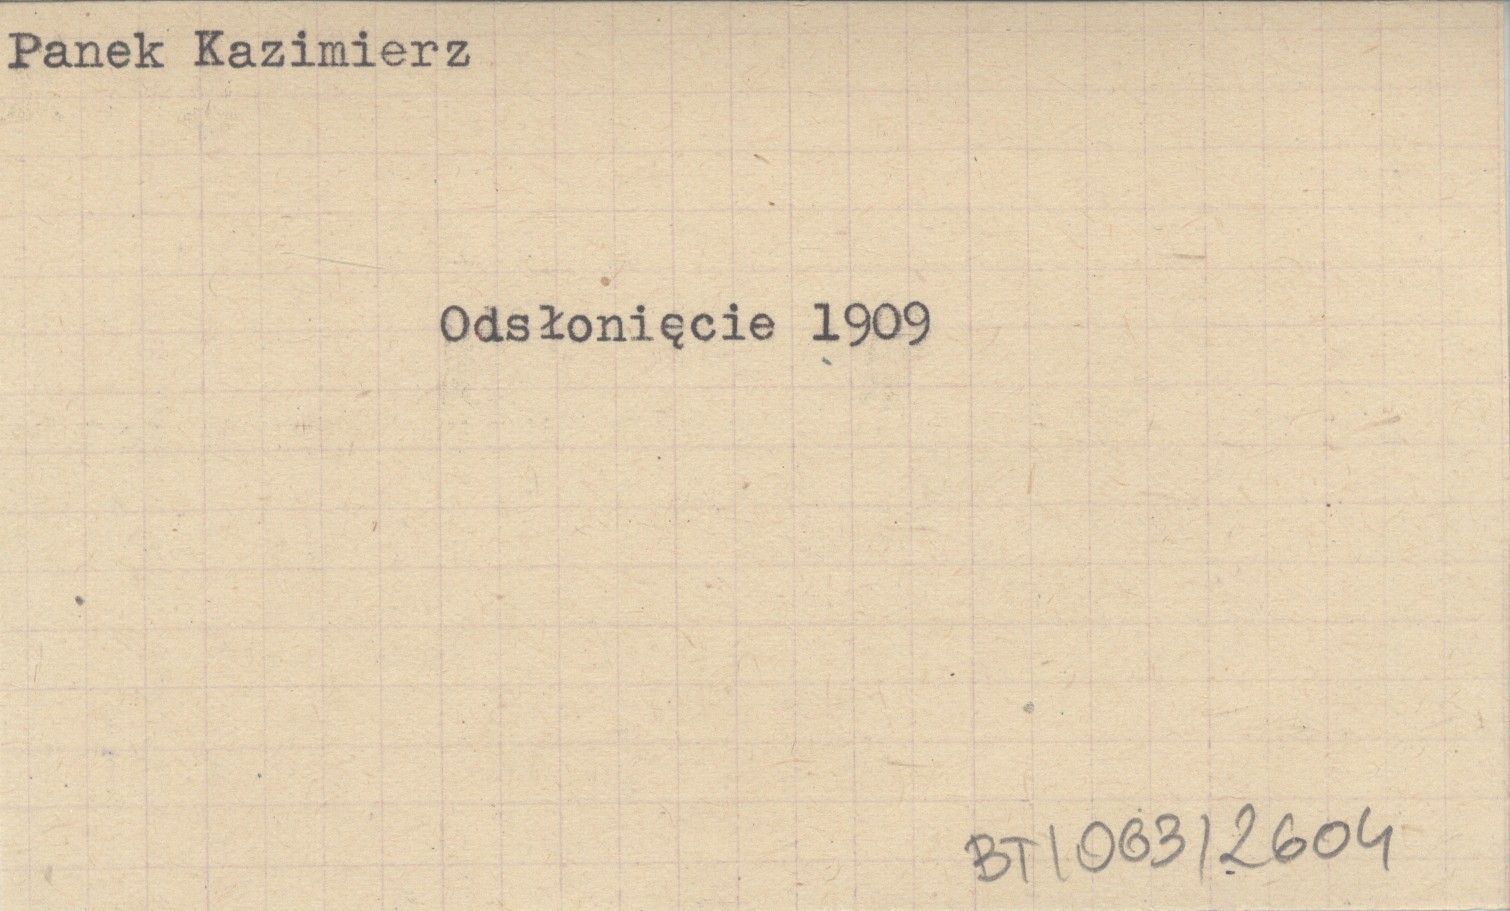 Panek Kazimierz
Odsłonięcie 1909
BT/063/2604